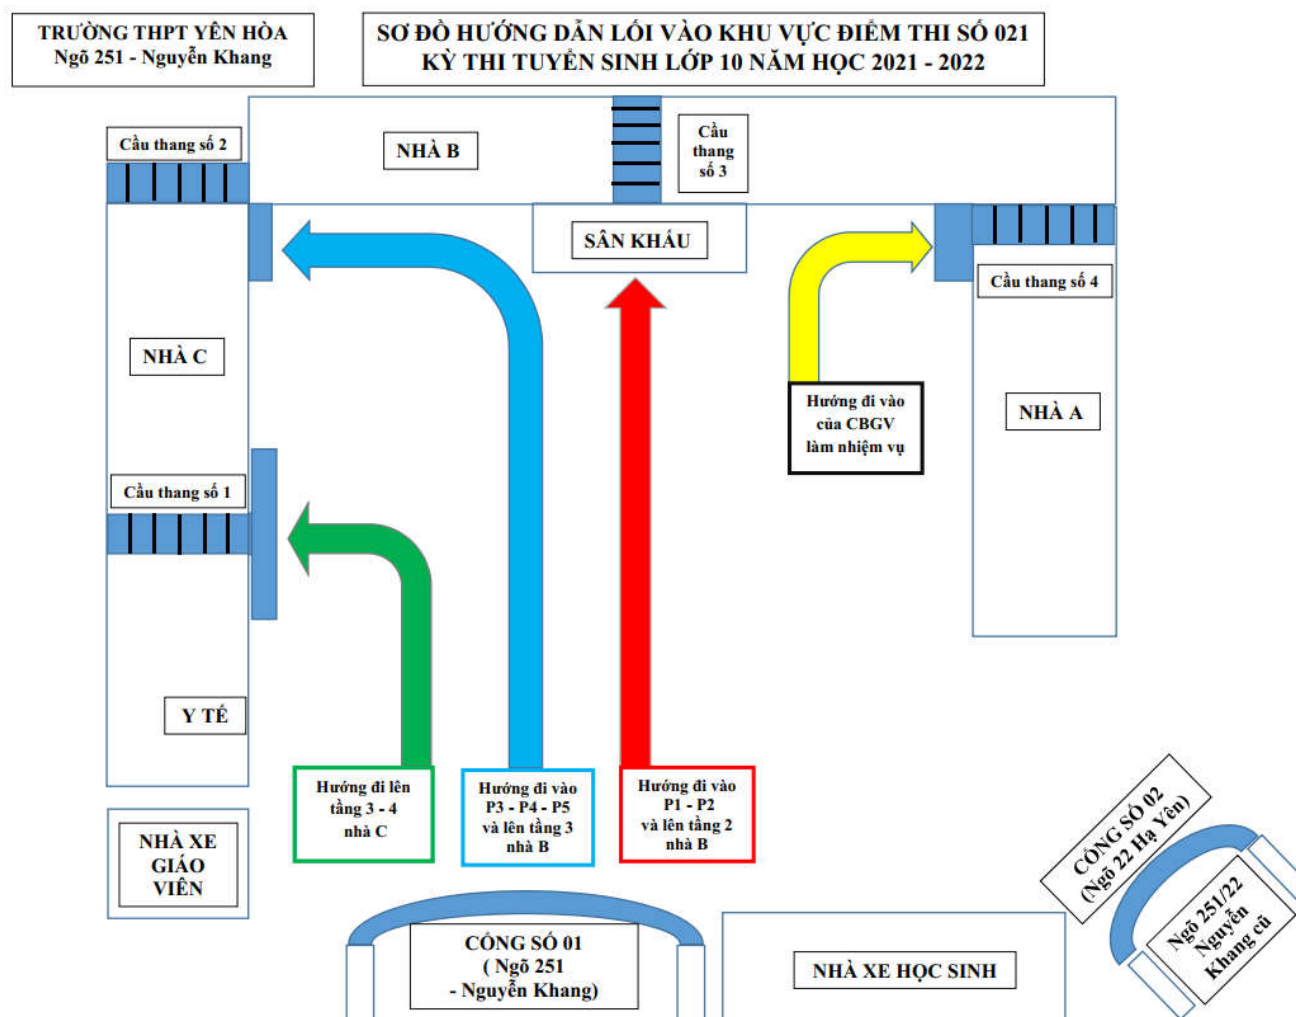 TRƯỜNG THPT YÊN HÒA
Ngõ 251 - Nguyễn Khang
SƠ ĐỒ HƯỚNG DẪN LỐI VÀO KHU VỰC ĐIỂM THI SỐ 021
KỲ THI TUYỂN SINH LỚP 10 NĂM HỌC 2021 - 2022
Cầu thang số 2
NHÀ B
Cầu
thang
số 3
SÂN KHẤU
Cầu thang số 4
NHÀ C
Hướng đi vào
của CBGV
làm nhiệm vụ
NHÀ A
Cầu thang số 1
Y TẾ
Hướng đi lên
tầng 3 - 4
nhà C
Hướng đi vào
P3 - P4 - P5
và lên tầng 3
nhà B
Hướng đi vào
P1 - P2
và lên tầng 2
nhà B
NHÀ XE
GIÁO
VIÊN
CỔNG SỐ 01
( Ngõ 251
- Nguyễn Khang)
NHÀ XE HỌC SINH
CỔNG SỐ 02
(Ngõ 22 Hạ Yên)
Ngõ 251/22
Nguyễn
Khang cũ